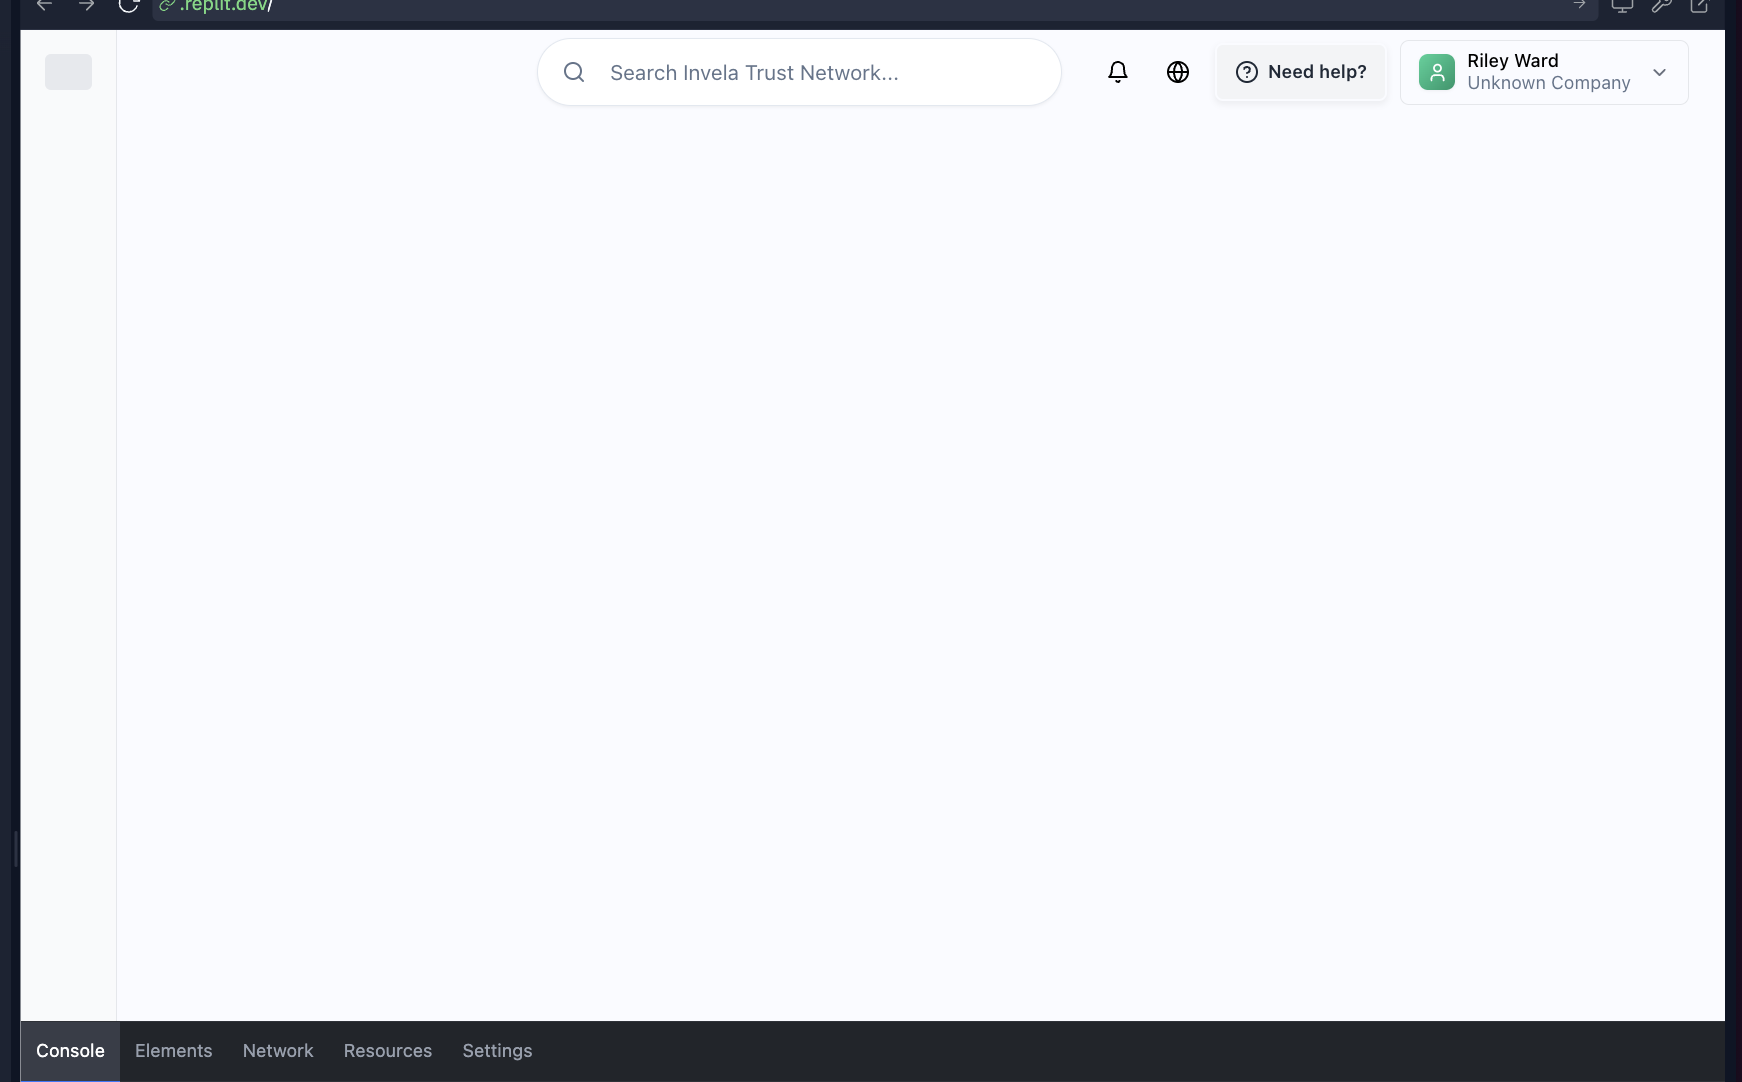 .replit.dev/
Search Invela Trust Network...
Need help?
Riley Ward
Unknown Company
Console
Elements
Network
Resources
Settings